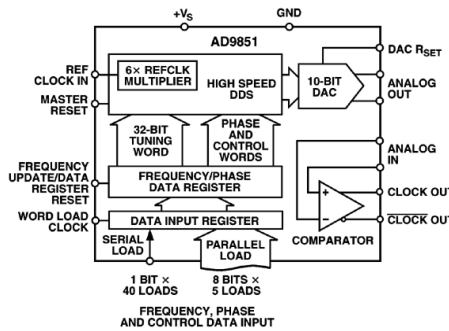 +VS
GND
AD9851
REF
CLOCK IN
6× REFCLK
MULTIPLIER
HIGH SPEED
DDS
10-BIT
DAC
DAC RSET
ANALOG
OUT
MASTER
RESET
32-BIT
TUNING
WORD
PHASE
AND
CONTROL
WORDS
ANALOG
IN
FREQUENCY
UPDATE/DATA
REGISTER
RESET
FREQUENCY/PHASE
DATA REGISTER
+
–
CLOCK OUT
CLOCK OUT
COMPARATOR
WORD LOAD
CLOCK
DATA INPUT REGISTER
SERIAL
LOAD
PARALLEL
LOAD
1 BIT ×
40 LOADS
8 BITS ×
5 LOADS
FREQUENCY, PHASE
AND CONTROL DATA INPUT